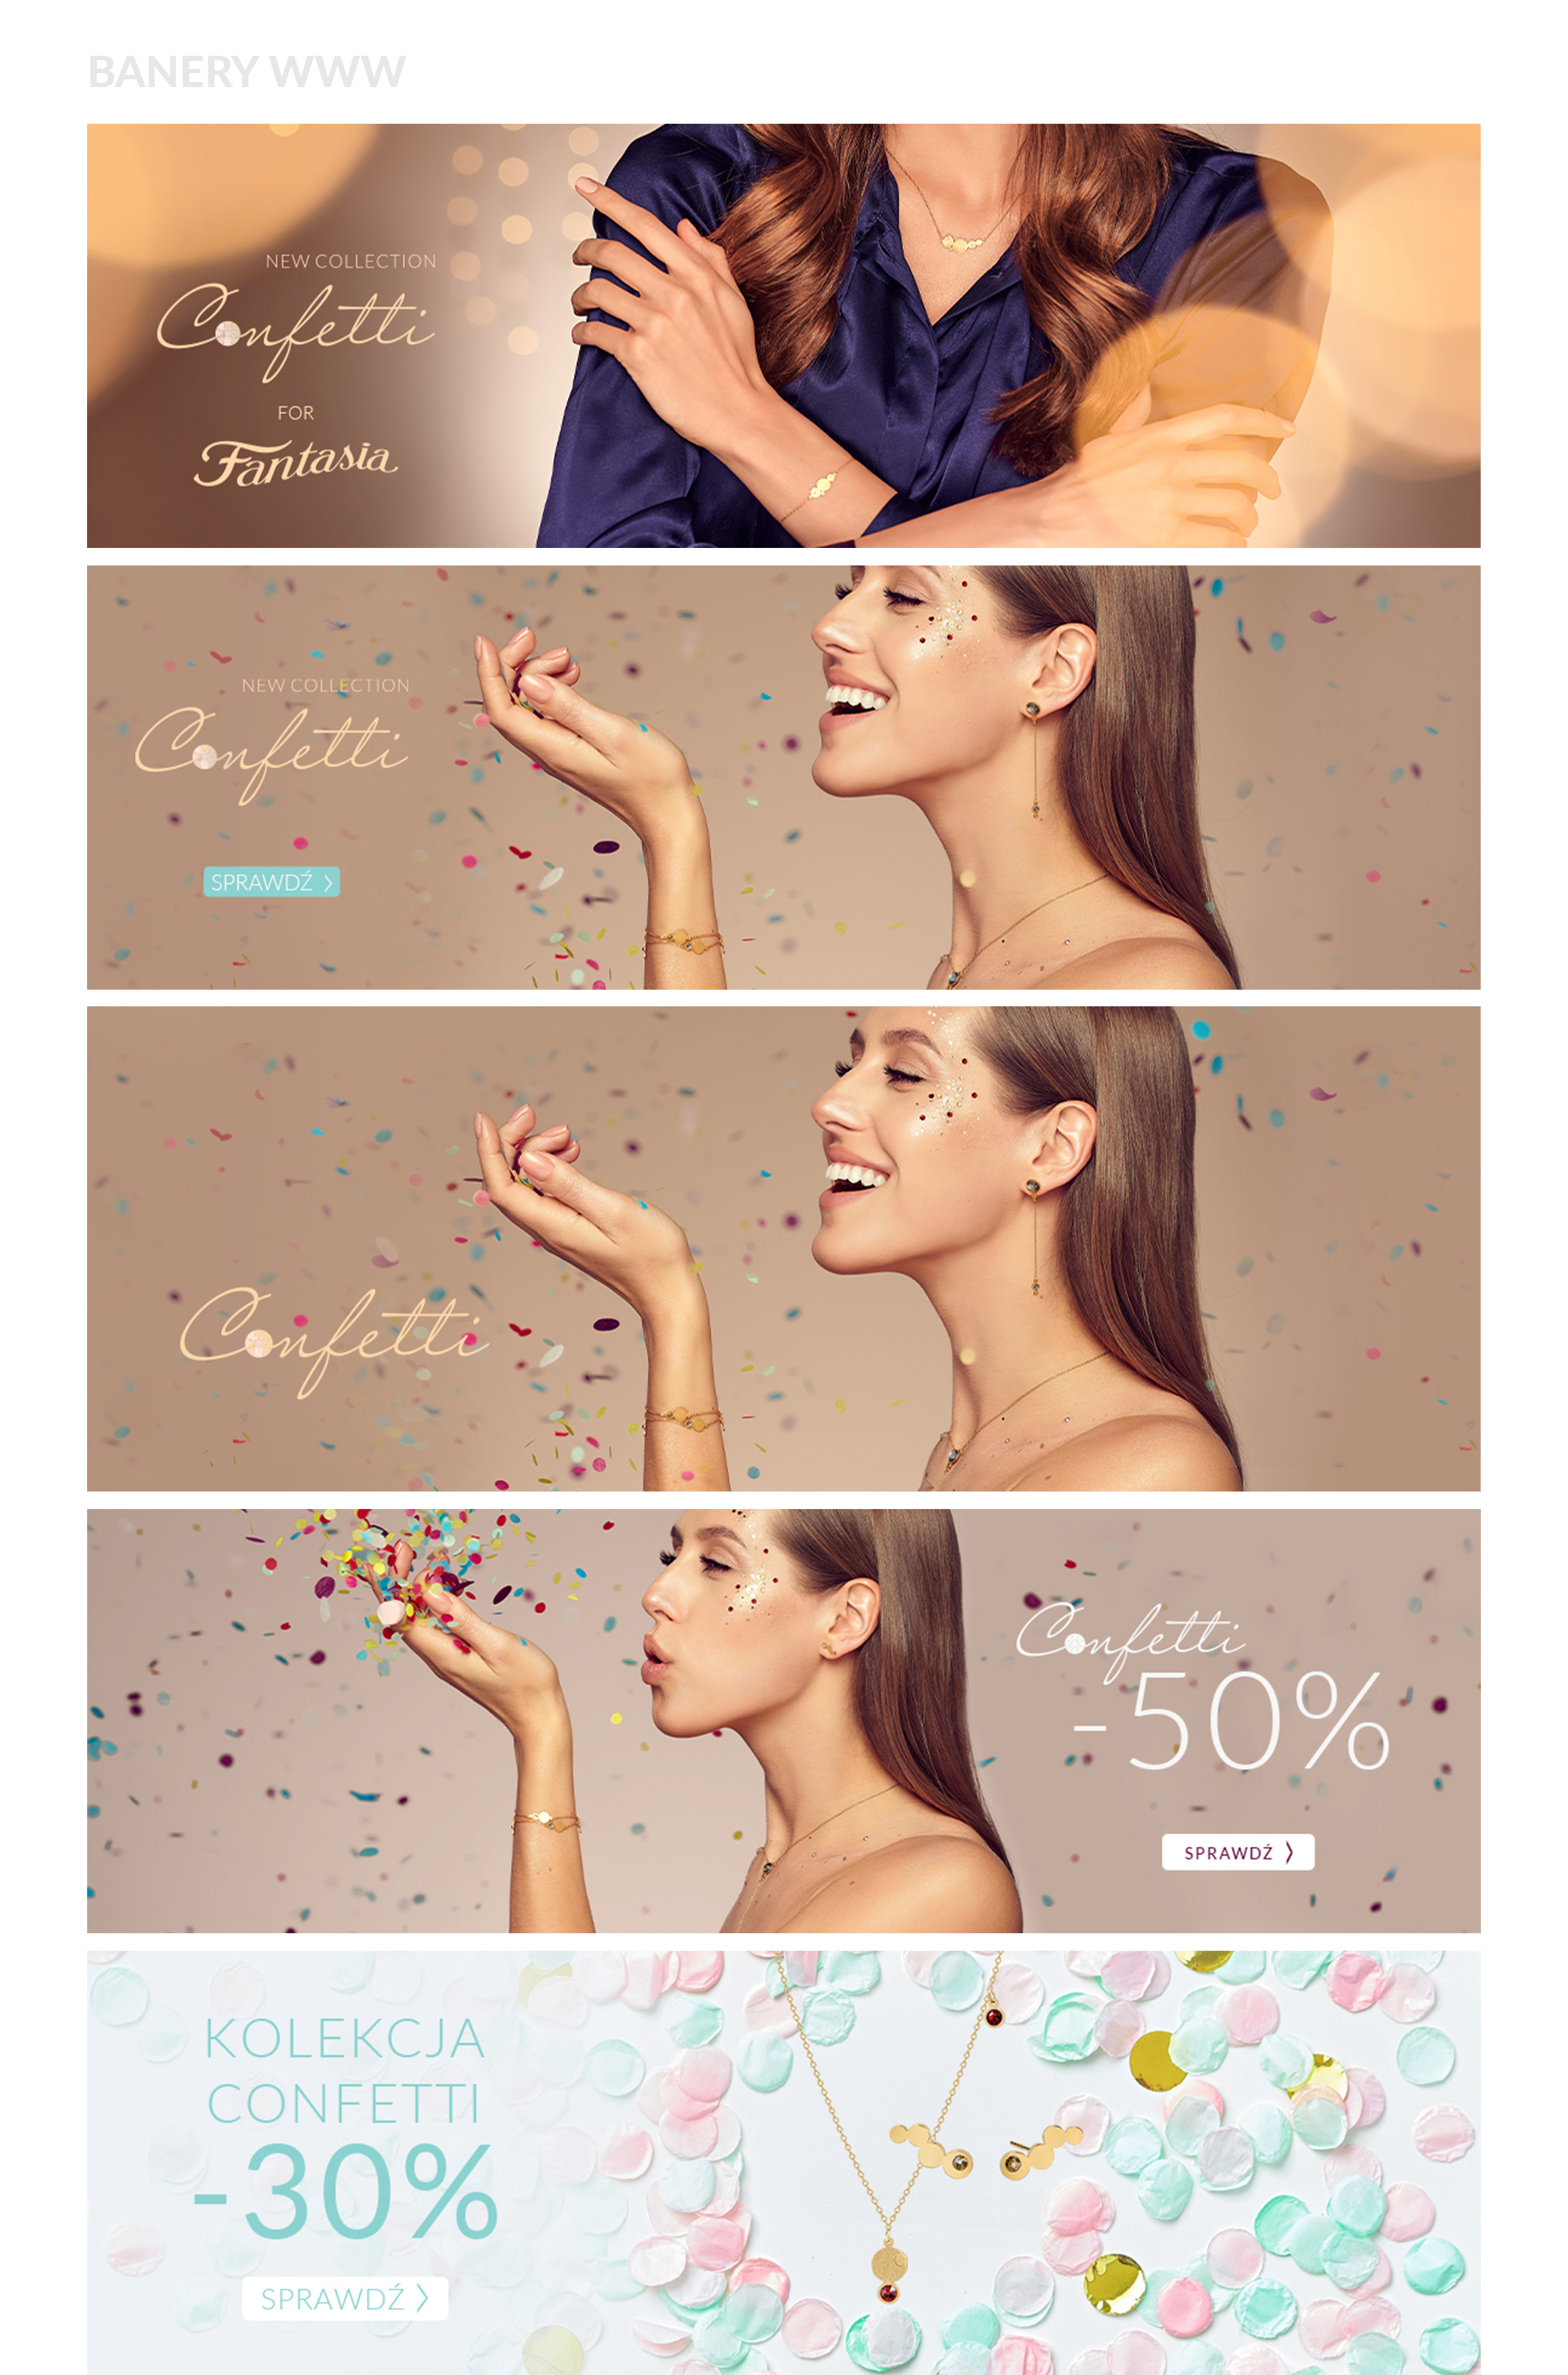 BANERY WWW
NEW COLLECTION
Confetti
FOR
Fantasia
NEW COLLECTION
Confetti
SPRAWDŹ >
Confetti
Confetti
-50%
SPRAWDŹ >
KOLEKCJA
CONFETTI
-30%
SPRAWDŹ >